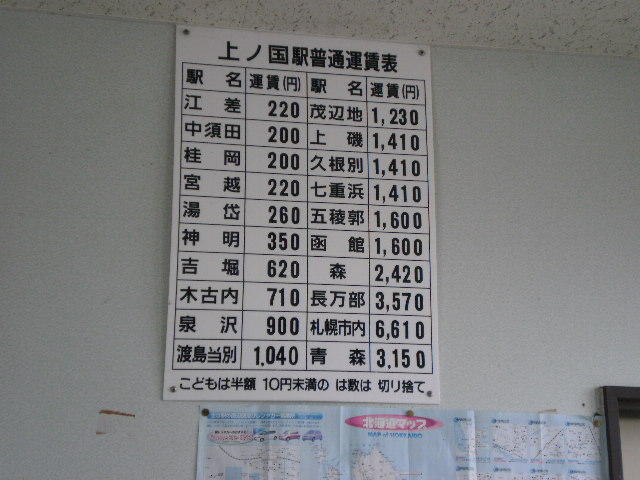 上ノ国駅普通運賃表
駅名 運賃(円) 駅名 運賃(円)
江差 220 茂辺地 1,230
中須田 200 上磯 1,410
桂岡 200 久根別 1,410
宮越 220 七重浜 1,410
湯岱 260 五稜郭 1,600
神明 350 函館 1,600
吉堀 620 森 2,420
木古内 710 長万部 3,570
泉沢 900 札幌市内 6,610
渡島当別 1,040 青森 3,150
こどもは半額 10円未満の は数は 切り捨て
北海道マップ
MAP of HOKKAIDO